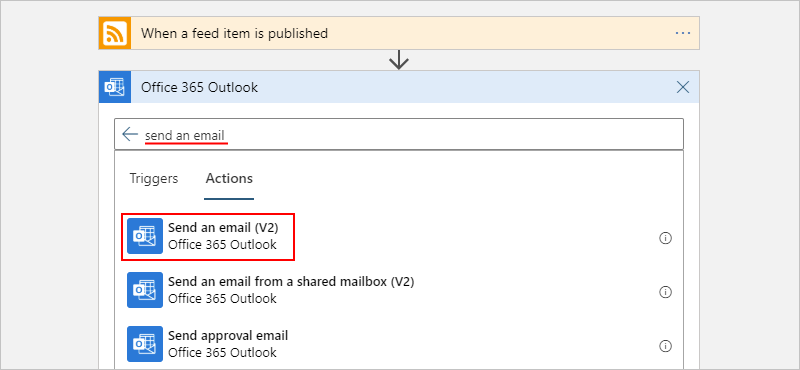 When a feed item is published
Office 365 Outlook
send an email
Triggers Actions
Send an email (V2)
Office 365 Outlook
Send an email from a shared mailbox (V2)
Office 365 Outlook
Send approval email
Office 365 Outlook